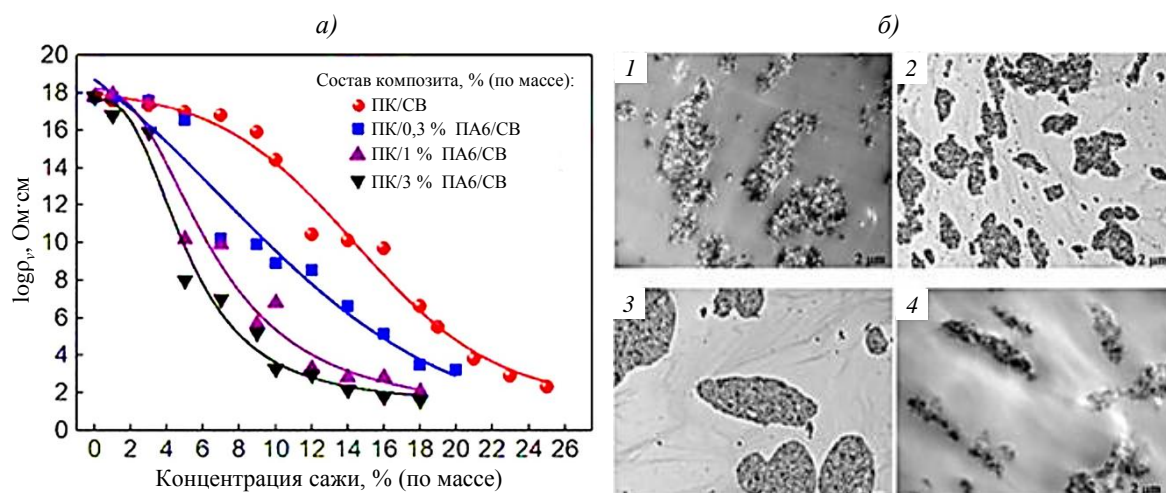 а)
б)
20
18
16
14
12
10
8
6
4
2
0
logρᵥ, Ом·см
Состав композита, % (по массе):
ПК/СВ
ПК/0,3 % ПА6/СВ
ПК/1 % ПА6/СВ
ПК/3 % ПА6/СВ
0 2 4 6 8 10 12 14 16 18 20 22 24 26
Концентрация сажи, % (по массе)
1
2 µm
2
2 µm
3
4
2 µm